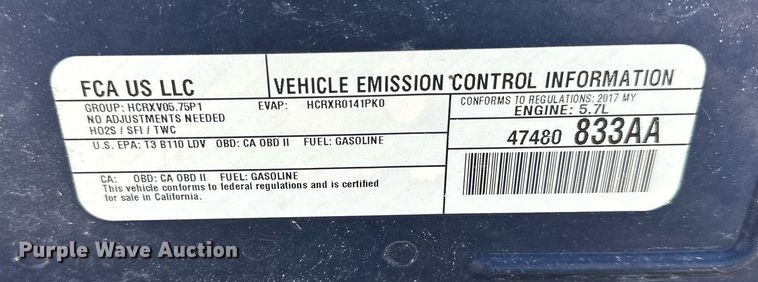 FCA US LLC
VEHICLE EMISSION CONTROL INFORMATION
GROUP: HCRXV05.75P1 EVAP: HCRXR0141PK0
NO ADJUSTMENTS NEEDED
HO2S / SFI / TWC
CONFORMS TO REGULATIONS: 2017 MY
ENGINE: 5.7L
U.S. EPA: T3 B110 LDV OBD: CA OBD II FUEL: GASOLINE
47480 833AA
CA: OBD: CA OBD II FUEL: GASOLINE
This vehicle conforms to federal regulations and is certified
for sale in California.
Purple Wave Auction